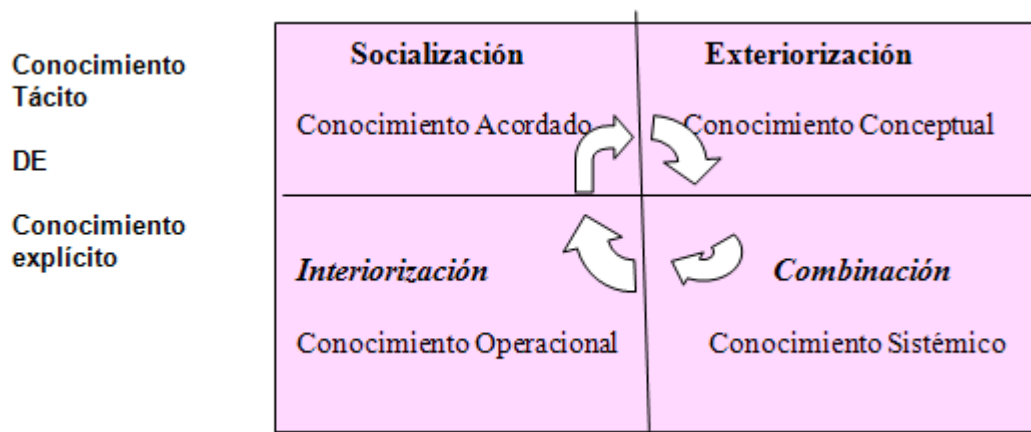 Conocimiento
Tácito
DE
Conocimiento
explícito
Socialización
Exteriorización
Conocimiento Acordado
Conocimiento Conceptual
Interiorización
Combinación
Conocimiento Operacional
Conocimiento Sistémico